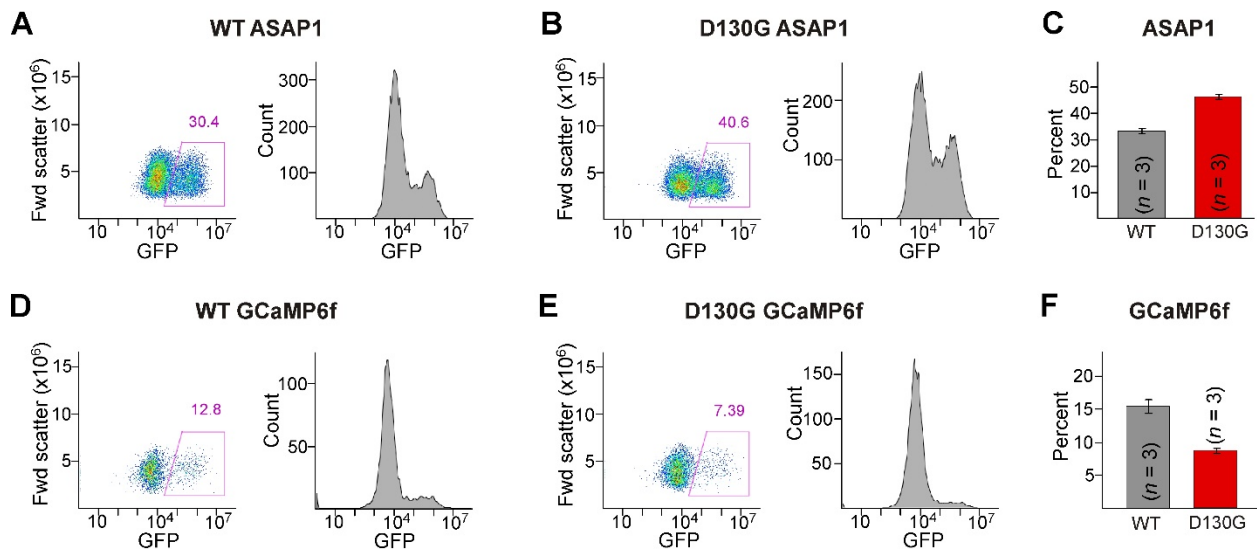 A
WT ASAP1
Fwd scatter (x10⁶)
15
10
5
30.4
10
10⁴
10⁷
GFP
Count
300
200
100
10
10⁴
10⁷
GFP
B
D130G ASAP1
Fwd scatter (x10⁶)
15
10
5
40.6
10
10⁴
10⁷
GFP
Count
200
100
10
10⁴
10⁷
GFP
C
ASAP1
Percent
50
40
30
20
10
(n = 3)
(n = 3)
WT
D130G
D
WT GCaMP6f
Fwd scatter (x10⁶)
15
10
5
12.8
10
10⁴
10⁷
GFP
Count
100
50
10
10⁴
10⁷
GFP
E
D130G GCaMP6f
Fwd scatter (x10⁶)
15
10
5
7.39
10
10⁴
10⁷
GFP
Count
150
100
50
10
10⁴
10⁷
GFP
F
GCaMP6f
Percent
20
15
10
5
(n = 3)
(n = 3)
WT
D130G